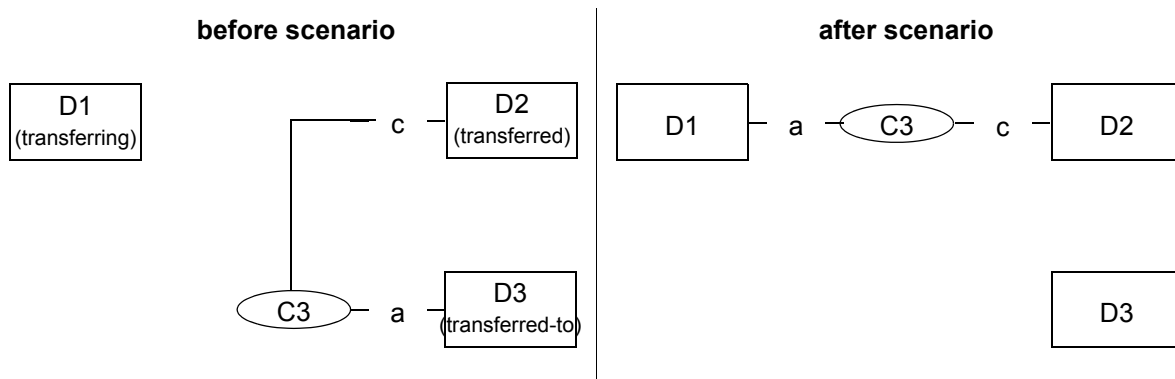 before scenario
D1
(transferring)
c
D2
(transferred)
C3
a
D3
(transferred-to)
after scenario
D1
a
C3
c
D2
D3